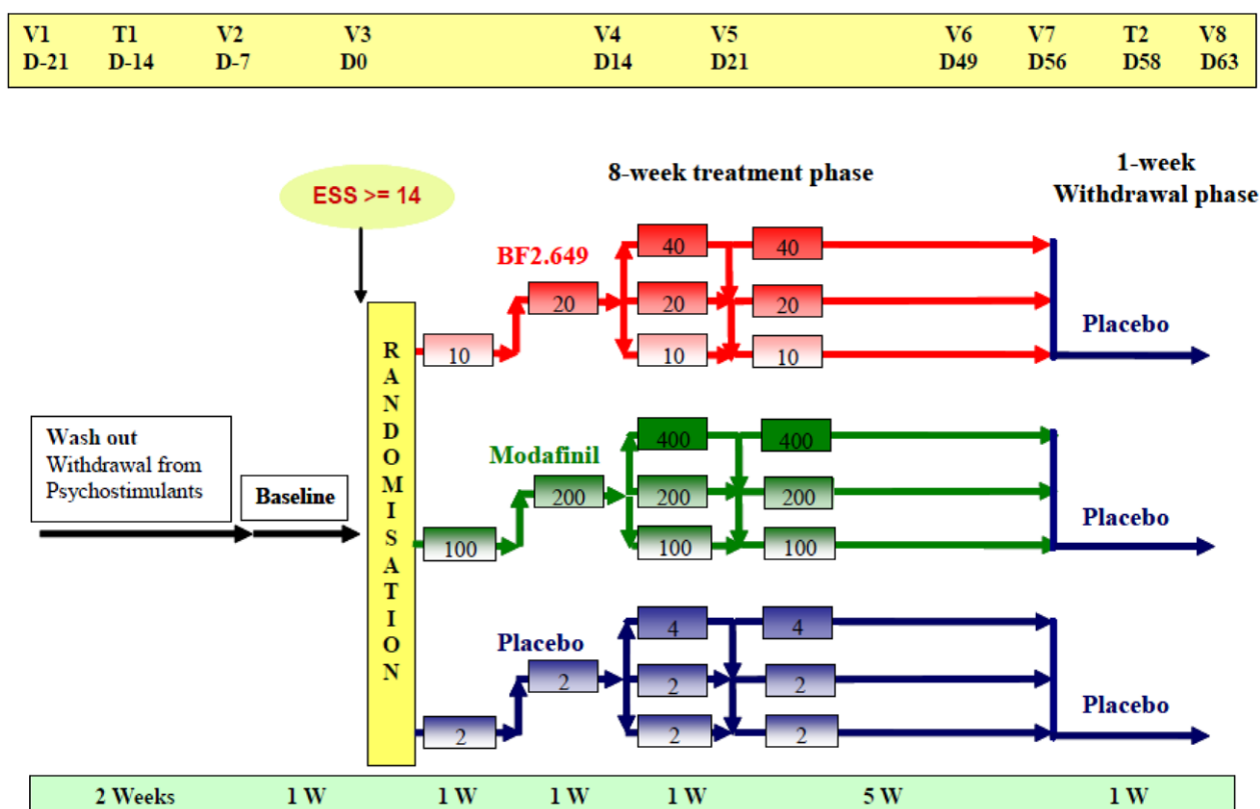 V1 T1 V2 V3 V4 V5 V6 V7 T2 V8
D-21 D-14 D-7 D0 D14 D21 D49 D56 D58 D63
8-week treatment phase
1-week
Withdrawal phase
ESS >= 14
BF2.649
40 40
20 20 20
10 10 10
Placebo
RANDOMISATION
Wash out
Withdrawal from
Psychostimulants
Baseline
Modafinil
400 400
200 200 200
100 100 100
Placebo
Placebo
4 4
2 2 2
2 2 2
Placebo
2 Weeks 1 W 1 W 1 W 1 W 5 W 1 W